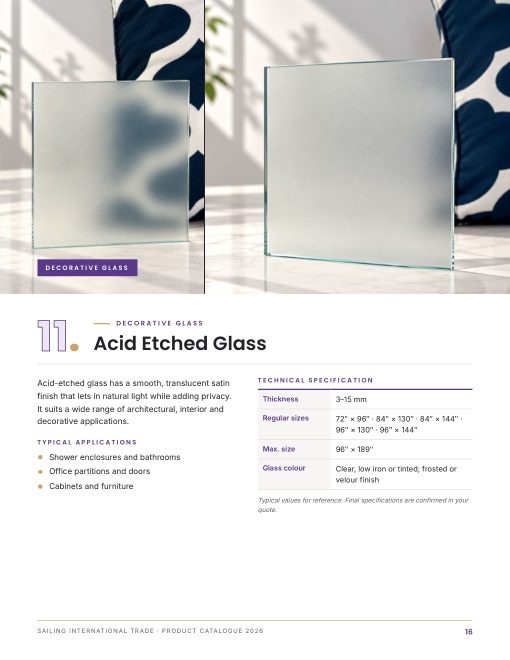 DECORATIVE GLASS
11.
DECORATIVE GLASS
Acid Etched Glass
Acid-etched glass has a smooth, translucent satin
finish that lets in natural light while adding privacy.
It suits a wide range of architectural, interior and
decorative applications.
TYPICAL APPLICATIONS
Shower enclosures and bathrooms
Office partitions and doors
Cabinets and furniture
TECHNICAL SPECIFICATION
Thickness 3–15 mm
Regular sizes 72" × 96" · 84" × 130" · 84" × 144" ·
96" × 130" · 96" × 144"
Max. size 96" × 189"
Glass colour Clear, low iron or tinted; frosted or
velour finish
Typical values for reference. Final specifications are confirmed in your
quote.
SAILING INTERNATIONAL TRADE · PRODUCT CATALOGUE 2026 16